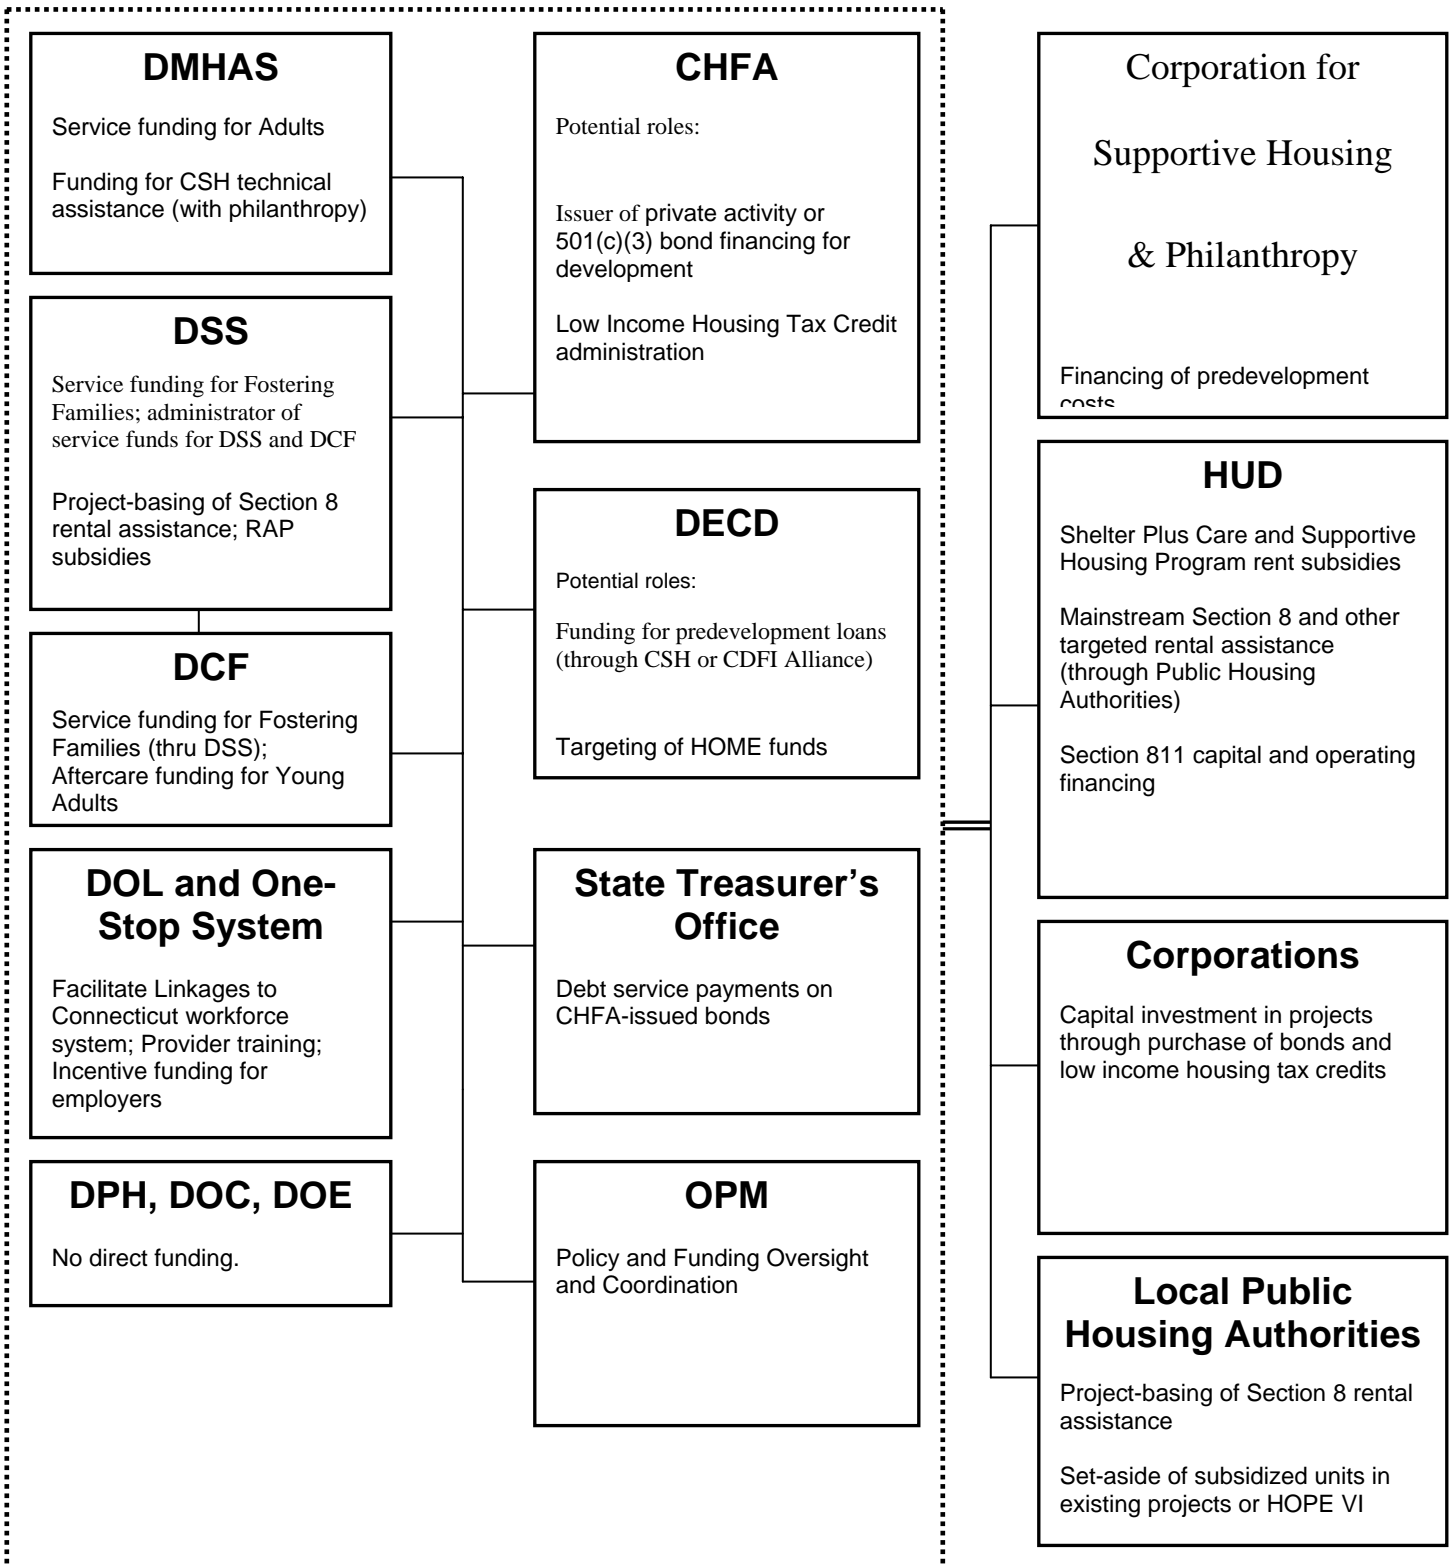 DMHAS
Service funding for Adults
Funding for CSH technical
assistance (with philanthropy)
DSS
Service funding for Fostering
Families; administrator of
service funds for DSS and DCF
Project-basing of Section 8
rental assistance; RAP
subsidies
DCF
Service funding for Fostering
Families (thru DSS);
Aftercare funding for Young
Adults
DOL and One-
Stop System
Facilitate Linkages to
Connecticut workforce
system; Provider training;
Incentive funding for
employers
DPH, DOC, DOE
No direct funding.
CHFA
Potential roles:
Issuer of private activity or
501(c)(3) bond financing for
development
Low Income Housing Tax Credit
administration
DECD
Potential roles:
Funding for predevelopment loans
(through CSH or CDFI Alliance)
Targeting of HOME funds
State Treasurer’s
Office
Debt service payments on
CHFA-issued bonds
OPM
Policy and Funding Oversight
and Coordination
Corporation for
Supportive Housing
& Philanthropy
Financing of predevelopment
costs
HUD
Shelter Plus Care and Supportive
Housing Program rent subsidies
Mainstream Section 8 and other
targeted rental assistance
(through Public Housing
Authorities)
Section 811 capital and operating
financing
Corporations
Capital investment in projects
through purchase of bonds and
low income housing tax credits
Local Public
Housing Authorities
Project-basing of Section 8 rental
assistance
Set-aside of subsidized units in
existing projects or HOPE VI